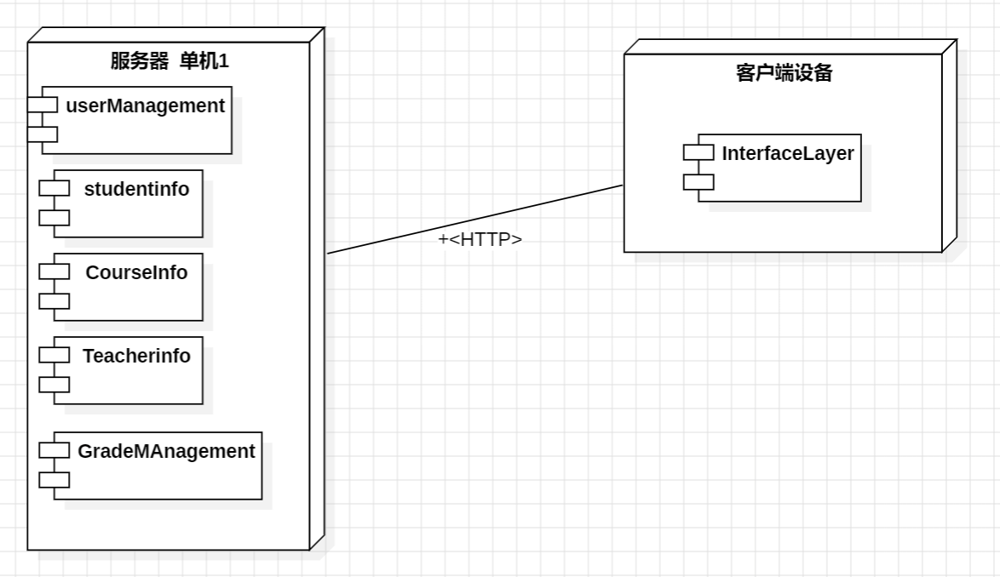 服务器 单机1
userManagement
studentinfo
CourseInfo
Teacherinfo
GradeMAnagement
+<HTTP>
客户端设备
InterfaceLayer